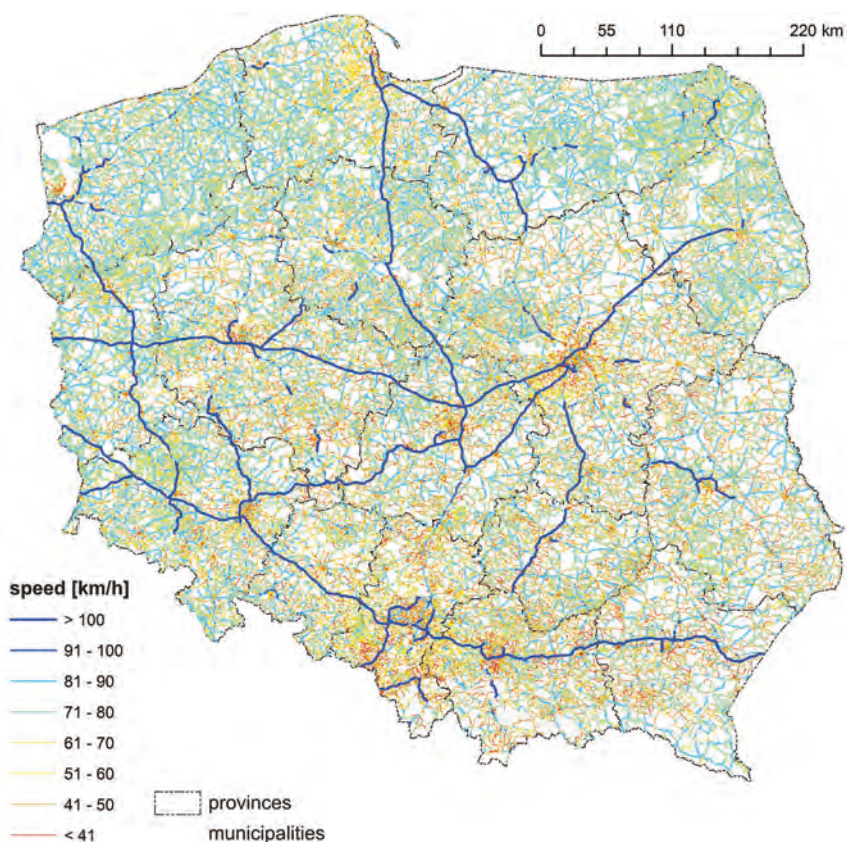 0 55 110 220 km
speed [km/h]
> 100
91 - 100
81 - 90
71 - 80
61 - 70
51 - 60
41 - 50
< 41
provinces
municipalities